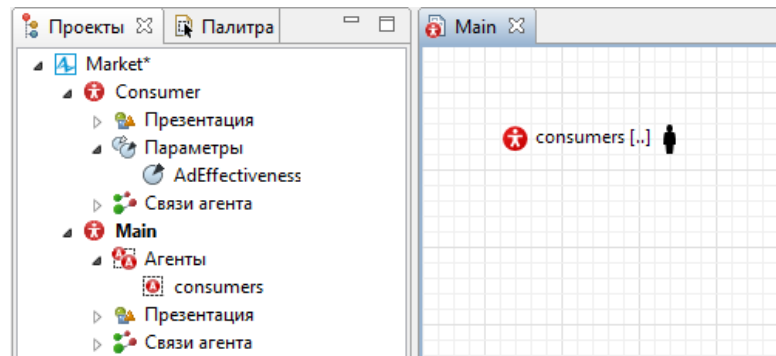 Проекты
Палитра
Market*
Consumer
Презентация
Параметры
AdEffectiveness
Связи агента
Main
Агенты
consumers
Презентация
Связи агента
Main
consumers [..]